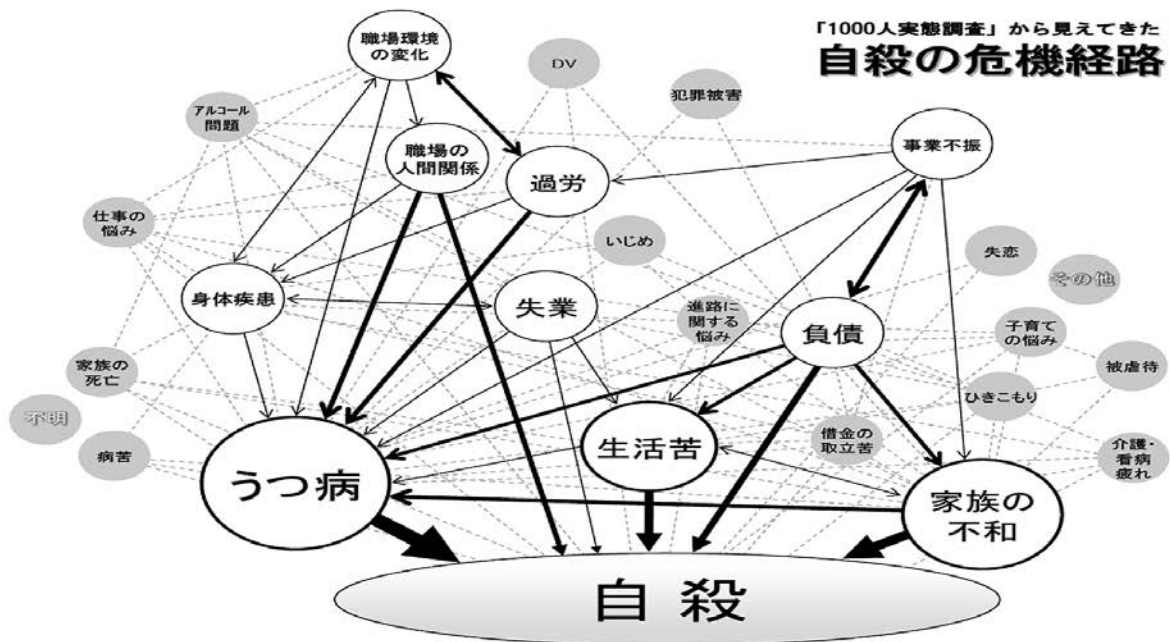 「1000人実態調査」から見えてきた
自殺の危機経路
職場環境
の変化
DV
犯罪被害
アルコール
問題
職場の
人間関係
過労
事業不振
仕事の
悩み
いじめ
失恋
その他
身体疾患
失業
進路に
関する
悩み
負債
子育て
の悩み
家族の
死亡
被虐待
ひきこもり
不明
病苦
うつ病
生活苦
借金の
取立苦
介護・
看病
疲れ
家族の
不和
自殺